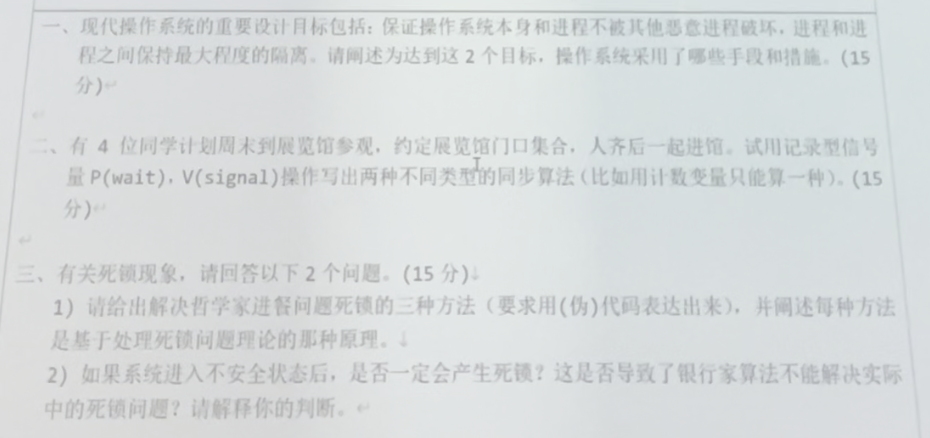 一、现代操作系统的重要设计目标包括：保证操作系统本身和进程不被其他恶意进程破坏，进程和进
程之间保持最大程度的隔离。请阐述为达到这 2 个目标，操作系统采用了哪些手段和措施。(15
分)
二、有 4 位同学计划周末到展览馆参观，约定展览馆门口集合，人齐后一起进馆。试用记录型信号
量 P(wait)，V(signal)操作写出两种不同类型的同步算法（比如用计数变量只能算一种）。(15
分)
三、有关死锁现象，请回答以下 2 个问题。(15 分)
1) 请给出解决哲学家进餐问题死锁的三种方法（要求用(伪)代码表达出来），并阐述每种方法
是基于处理死锁问题理论的那种原理。
2) 如果系统进入不安全状态后，是否一定会产生死锁？这是否导致了银行家算法不能解决实际
中的死锁问题？请解释你的判断。